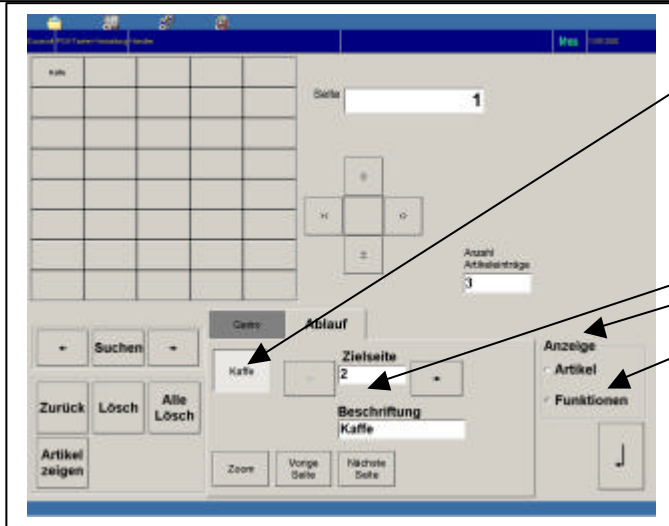 Kaffe
Seite
1
Anzahl
Artikeleinträge
3
Ablauf
Suchen
Zielseite
Anzeige
Kaffe
2
Artikel
Zurück
Lösch
Alle
Lösch
Funktionen
Beschriftung
Kaffe
Artikel
zeigen
Zoom
Vorige
Seite
Nächste
Seite